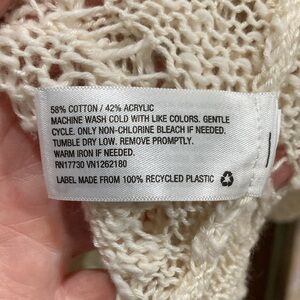 58% COTTON / 42% ACRYLIC
MACHINE WASH COLD WITH LIKE COLORS. GENTLE
CYCLE. ONLY NON-CHLORINE BLEACH IF NEEDED.
TUMBLE DRY LOW. REMOVE PROMPTLY.
WARM IRON IF NEEDED.
RN17730 VN1262180
LABEL MADE FROM 100% RECYCLED PLASTIC